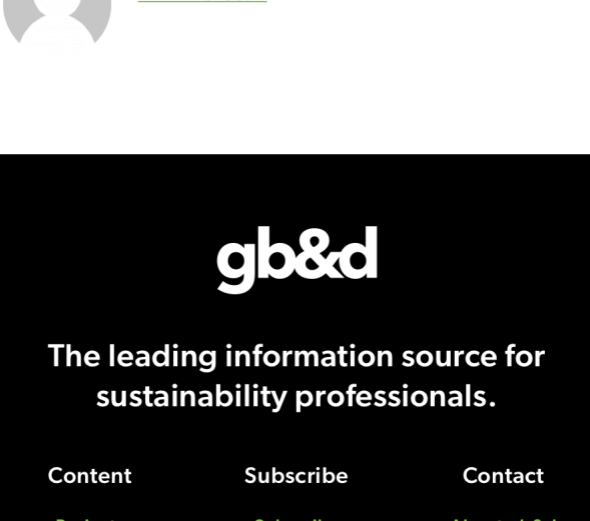 gb&d
The leading information source for
sustainability professionals.
Content
Subscribe
Contact